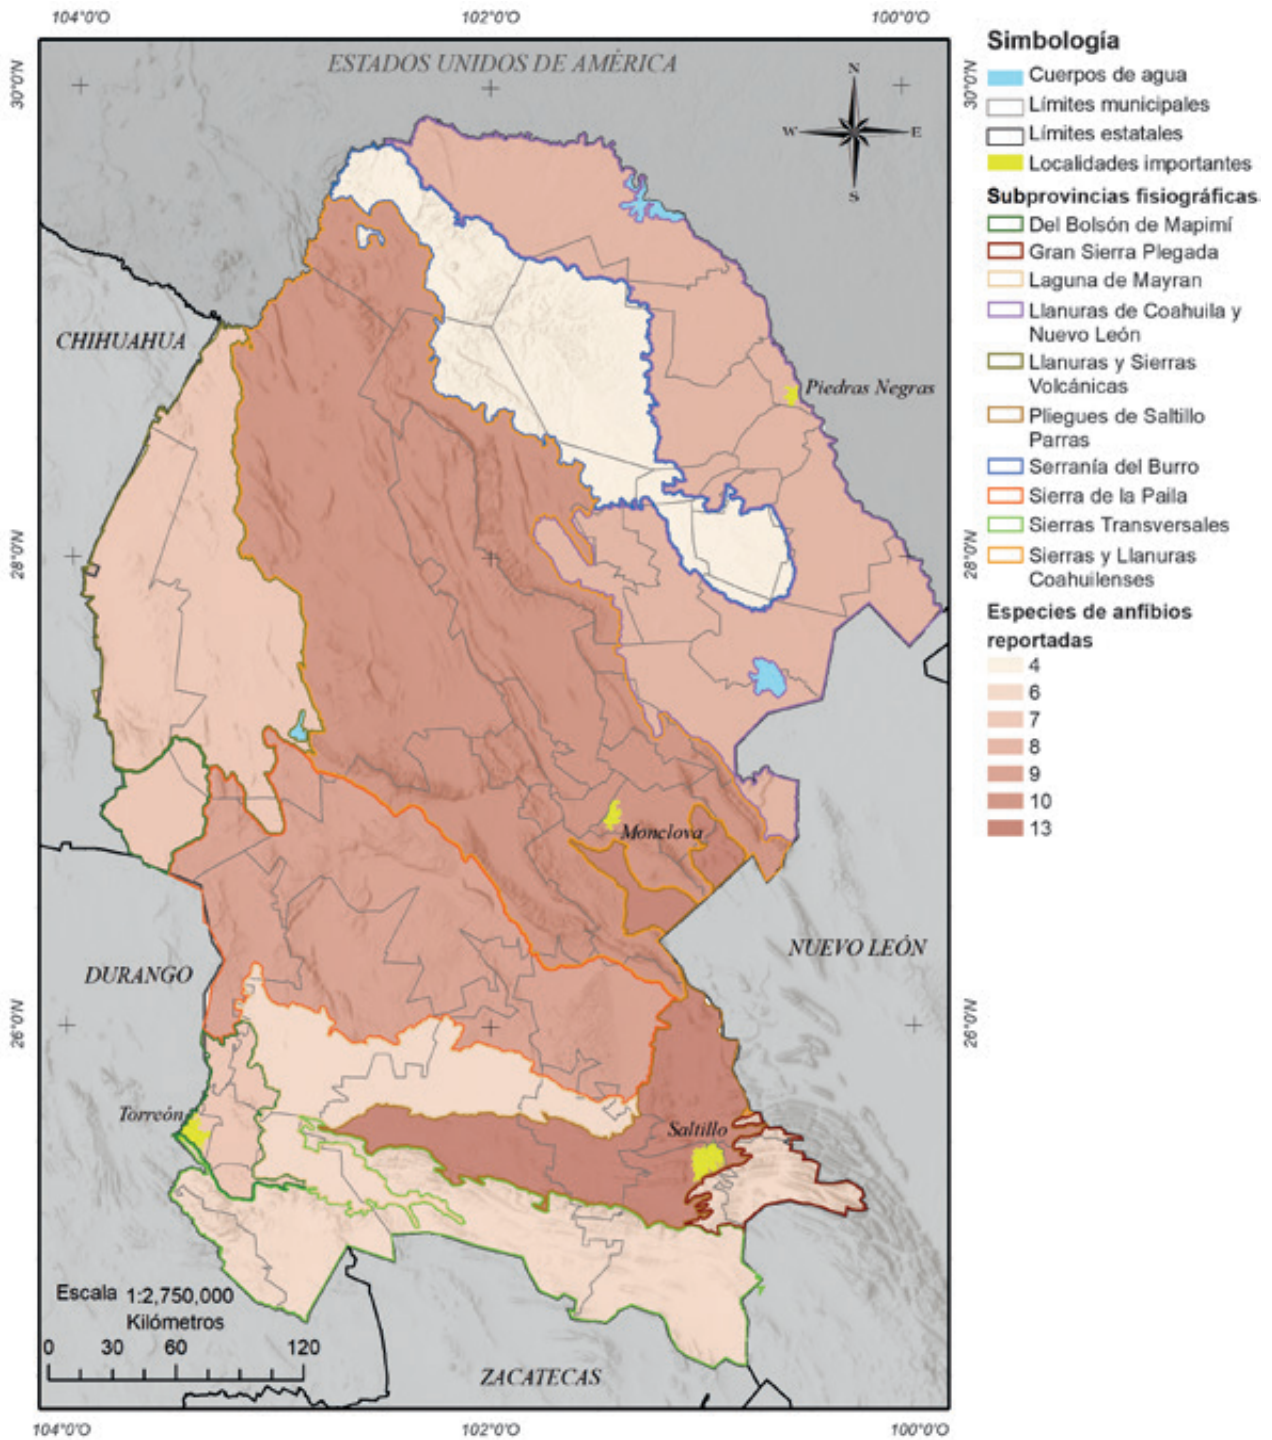 104°0'O 102°0'O 100°0'O
30°0'N
30°0'N
28°0'N
28°0'N
26°0'N
26°0'N
ESTADOS UNIDOS DE AMÉRICA
N
W E
S
CHIHUAHUA
Piedras Negras
Monclova
NUEVO LEÓN
DURANGO
Torreón
Saltillo
Escala 1:2,750,000
Kilómetros
0 30 60 120
ZACATECAS
104°0'O 102°0'O 100°0'O
Simbología
Cuerpos de agua
Límites municipales
Límites estatales
Localidades importantes
Subprovincias fisiográficas
Del Bolsón de Mapimí
Gran Sierra Plegada
Laguna de Mayran
Llanuras de Coahuila y
Nuevo León
Llanuras y Sierras
Volcánicas
Pliegues de Saltillo
Parras
Serranía del Burro
Sierra de la Paila
Sierras Transversales
Sierras y Llanuras
Coahuilenses
Especies de anfibios
reportadas
4
6
7
8
9
10
13